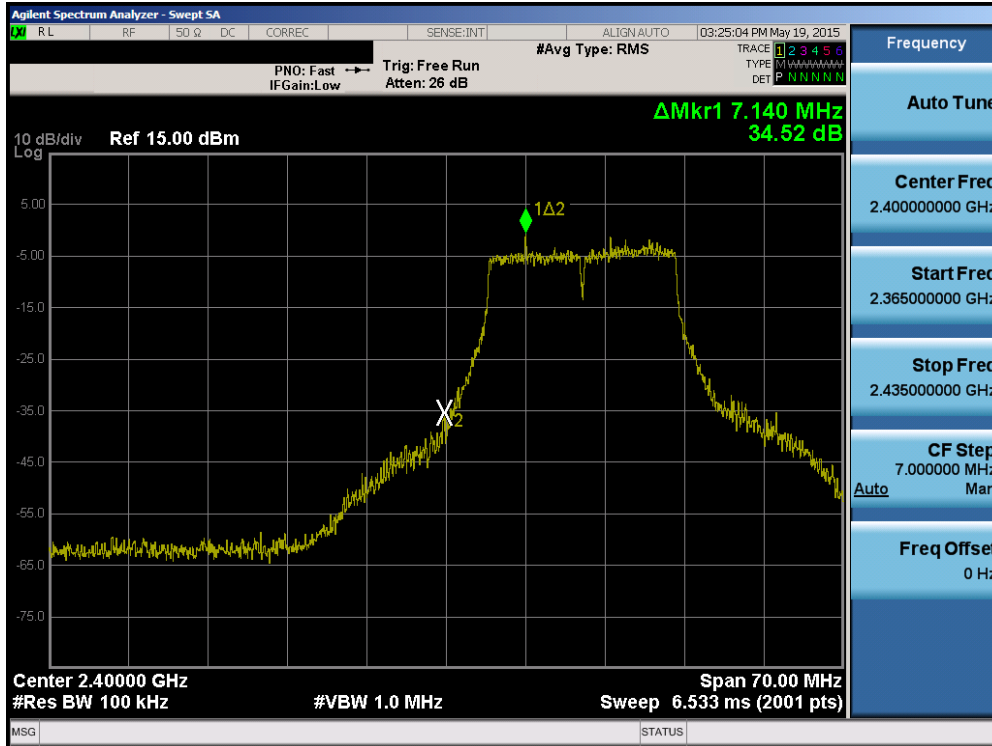 Agilent Spectrum Analyzer - Swept SA
LXI RL RF 50 Ω DC CORREC SENSE:INT ALIGN AUTO 03:25:04 PM May 19, 2015
Frequency
#Avg Type: RMS
TRACE 1 2 3 4 5 6
TYPE M WWWWW
DET P N N N N N
PNO: Fast
IFGain:Low
Trig: Free Run
Atten: 26 dB
Auto Tune
ΔMkr1 7.140 MHz
34.52 dB
10 dB/div Ref 15.00 dBm
Log
Center Freq
2.400000000 GHz
5.00
1Δ2
-5.00
Start Freq
2.365000000 GHz
-15.0
-25.0
Stop Freq
2.435000000 GHz
-35.0
X2
-45.0
CF Step
7.000000 MHz
Auto Man
-55.0
Freq Offset
0 Hz
-65.0
-75.0
Center 2.40000 GHz Span 70.00 MHz
#Res BW 100 kHz #VBW 1.0 MHz Sweep 6.533 ms (2001 pts)
MSG STATUS